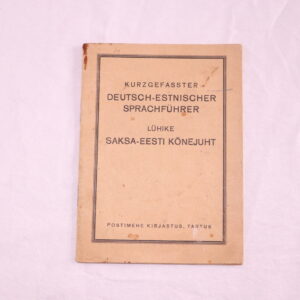 KURZGEFASSTER
DEUTSCH-ESTNISCHER
SPRACHFÜHRER
LÜHIKE
SAKSA-EESTI KÕNEJUHT
POSTIMEHE KIRJASTUS, TARTUS